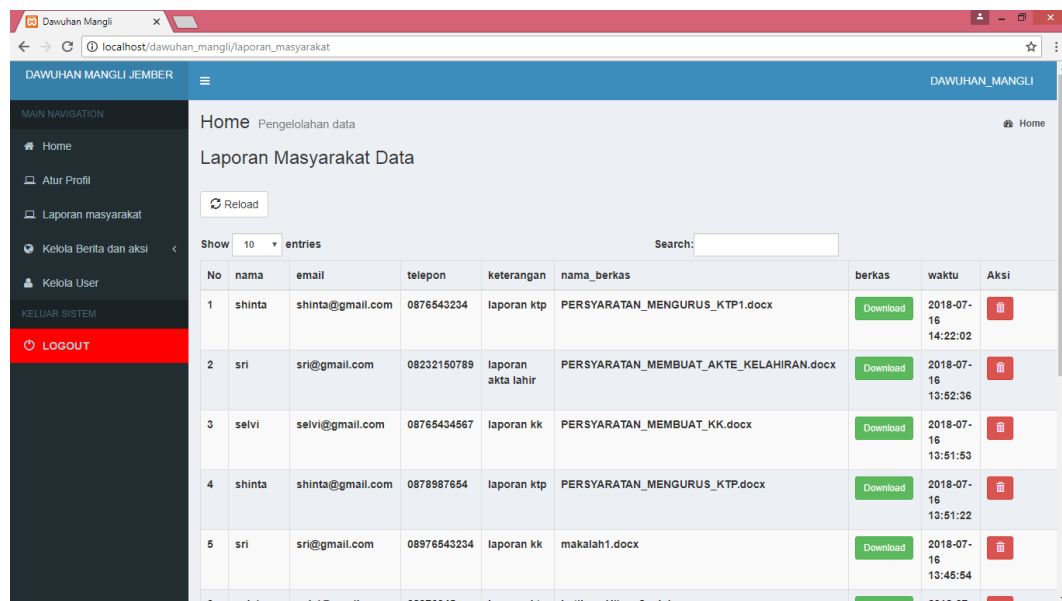 Dawuhan Mangli
localhost/dawuhan_mangli/laporan_masyarakat
DAWUHAN MANGLI JEMBER
DAWUHAN_MANGLI
MAIN NAVIGATION
Home
Atur Profil
Laporan masyarakat
Kelola Berita dan aksi
Kelola User
KELUAR SISTEM
LOGOUT
Home Pengelolahan data
Home
Laporan Masyarakat Data
Reload
Show 10 entries
Search:
No nama email telepon keterangan nama_berkas berkas waktu Aksi
1 shinta shinta@gmail.com 0876543234 laporan ktp PERSYARATAN_MENGURUS_KTP1.docx Download 2018-07-
16
14:22:02
2 sri sri@gmail.com 08232150789 laporan PERSYARATAN_MEMBUAT_AKTE_KELAHIRAN.docx Download 2018-07-
akta lahir 16
13:52:36
3 selvi selvi@gmail.com 08765434567 laporan kk PERSYARATAN_MEMBUAT_KK.docx Download 2018-07-
16
13:51:53
4 shinta shinta@gmail.com 0878987654 laporan ktp PERSYARATAN_MENGURUS_KTP.docx Download 2018-07-
16
13:51:22
5 sri sri@gmail.com 08976543234 laporan kk makalah1.docx Download 2018-07-
16
13:45:54